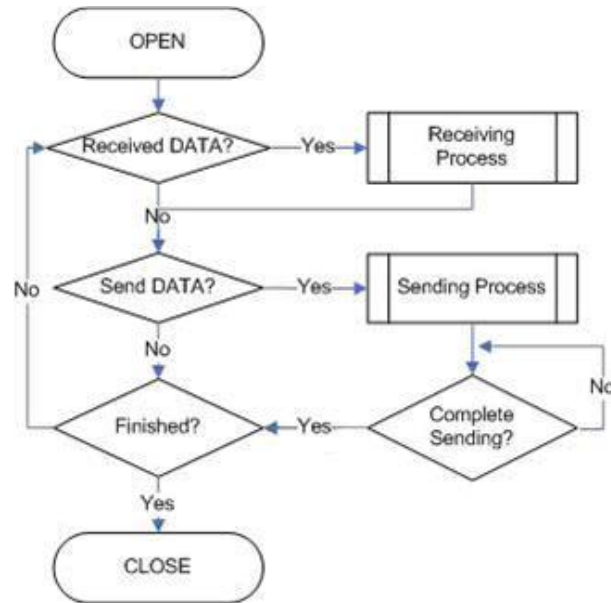 OPEN
Received DATA?
Yes
Receiving
Process
No
Send DATA?
Yes
Sending Process
No
No
Finished?
Yes
Complete
Sending?
No
Yes
CLOSE